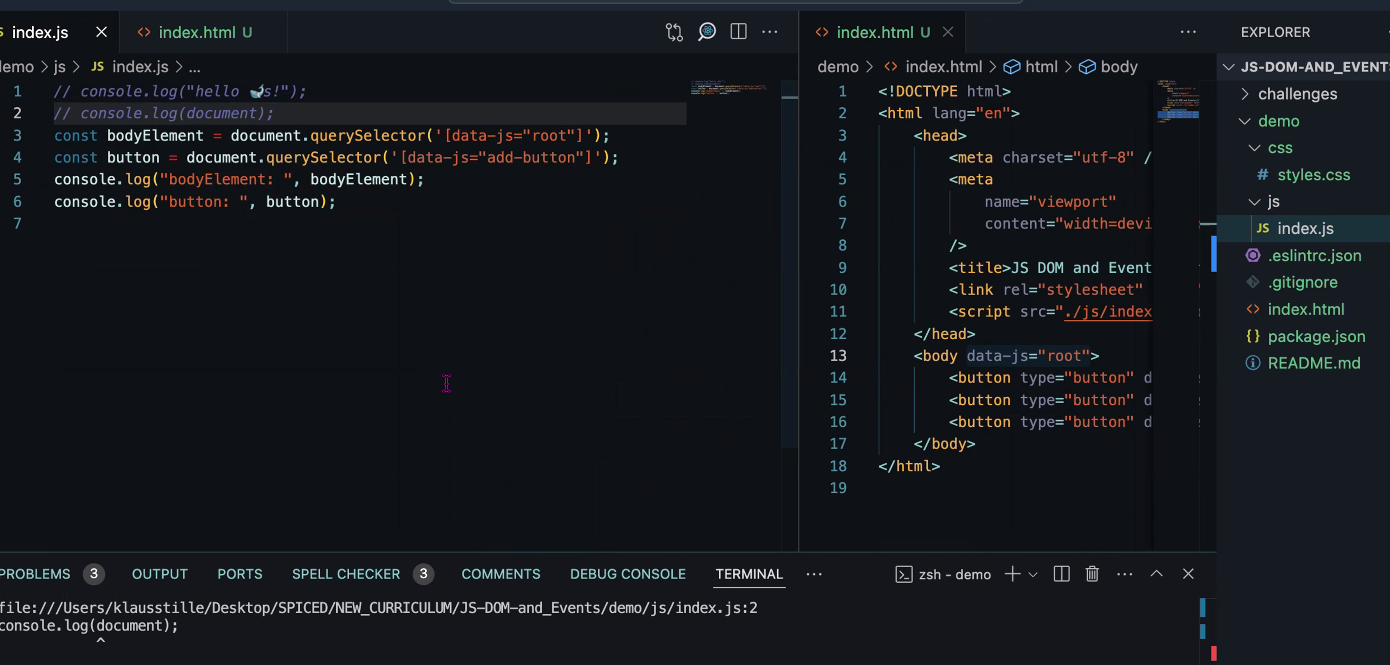 index.js
index.html U
index.html U
EXPLORER
js > JS index.js > ...
demo > index.html > html > body
JS-DOM-AND_EVENT
1 // console.log("hello 🐋s!");
2 // console.log(document);
3 const bodyElement = document.querySelector('[data-js="root"]');
4 const button = document.querySelector('[data-js="add-button"]');
5 console.log("bodyElement: ", bodyElement);
6 console.log("button: ", button);
7
1 <!DOCTYPE html>
2 <html lang="en">
3 <head>
4 <meta charset="utf-8" /
5 <meta
6 name="viewport"
7 content="width=devi
8 />
9 <title>JS DOM and Event
10 <link rel="stylesheet"
11 <script src="./js/index
12 </head>
13 <body data-js="root">
14 <button type="button" d
15 <button type="button" d
16 <button type="button" d
17 </body>
18 </html>
19
challenges
demo
css
# styles.css
js
JS index.js
.eslintrc.json
.gitignore
index.html
{} package.json
README.md
PROBLEMS 3 OUTPUT PORTS SPELL CHECKER 3 COMMENTS DEBUG CONSOLE TERMINAL ... zsh - demo
file:///Users/klausstille/Desktop/SPICED/NEW_CURRICULUM/JS-DOM-and_Events/demo/js/index.js:2
console.log(document);
^